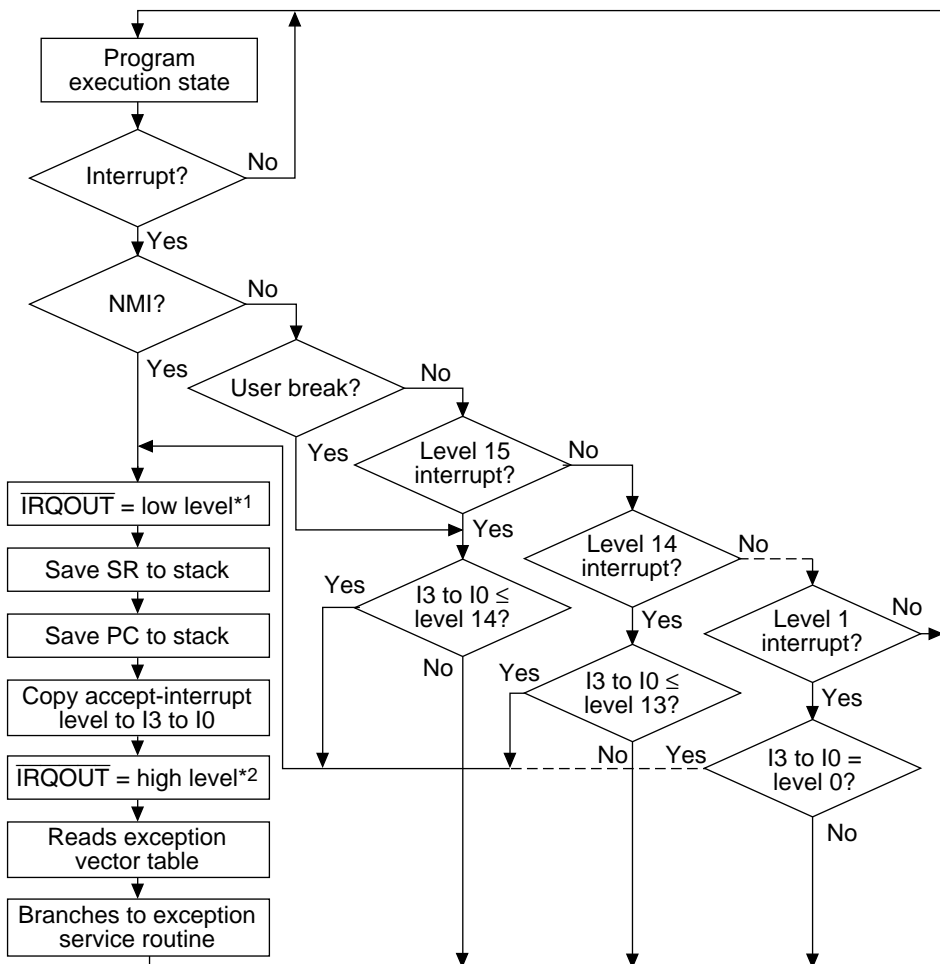 Program
execution state
No
Interrupt?
Yes
No
NMI?
Yes
No
User break?
Yes
Level 15
interrupt?
No
IRQOUT = low level*1
Yes
Level 14
interrupt?
No
Save SR to stack
Yes
I3 to I0 ≤
level 14?
Level 1
interrupt?
No
Save PC to stack
Yes
No
Copy accept-interrupt
level to I3 to I0
Yes
I3 to I0 ≤
level 13?
Yes
IRQOUT = high level*2
No
Yes
I3 to I0 =
level 0?
Reads exception
vector table
No
Branches to exception
service routine